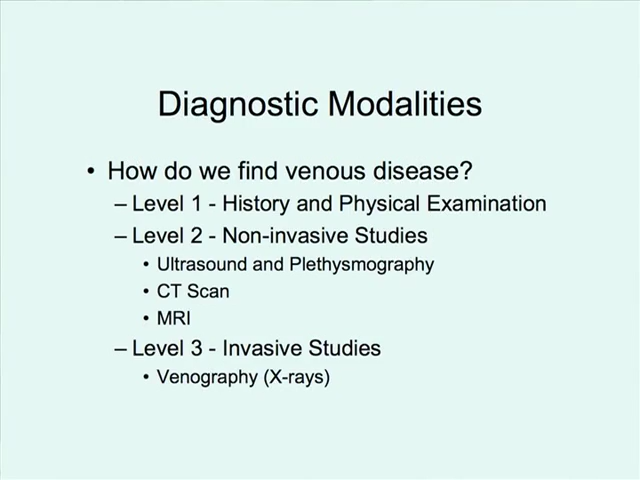 Diagnostic Modalities
• How do we find venous disease?
– Level 1 - History and Physical Examination
– Level 2 - Non-invasive Studies
• Ultrasound and Plethysmography
• CT Scan
• MRI
– Level 3 - Invasive Studies
• Venography (X-rays)